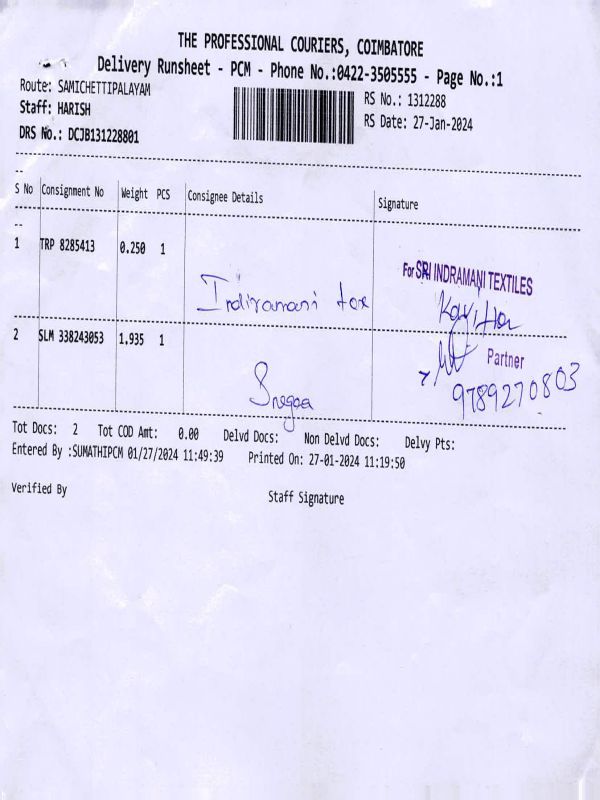 THE PROFESSIONAL COURIERS, COIMBATORE
Delivery Runsheet - PCM - Phone No.:0422-3505555 - Page No.:1
Route: SAMICHETTIPALAYAM
RS No.: 1312288
Staff: HARISH
RS Date: 27-Jan-2024
DRS No.: DCJB131228801
S No Consignment No Weight PCS Consignee Details Signature
1 TRP 8285413 0.250 1
For SRI INDRAMANI TEXTILES
Indiramani tex
Kavitha
2 SLM 338243053 1.935 1
Partner
9789270803
Tot Docs: 2 Tot COD Amt: 0.00 Delvd Docs: Non Delvd Docs: Delvy Pts:
Entered By :SUMATHIPCM 01/27/2024 11:49:39 Printed On: 27-01-2024 11:19:50
Verified By Staff Signature